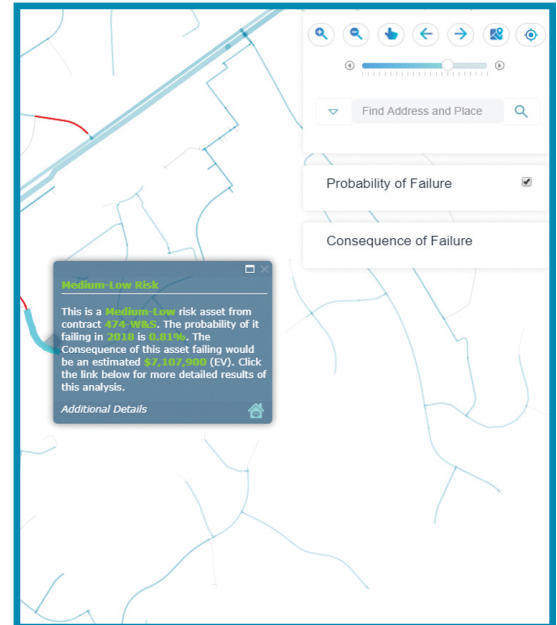 Find Address and Place
Probability of Failure
Consequence of Failure
Medium-Low Risk
This is a Medium-Low risk asset from
contract 474-W&S. The probability of it
failing in 2018 is 0.81%. The
Consequence of this asset failing would
be an estimated $7,107,900 (EV). Click
the link below for more detailed results of
this analysis.
Additional Details